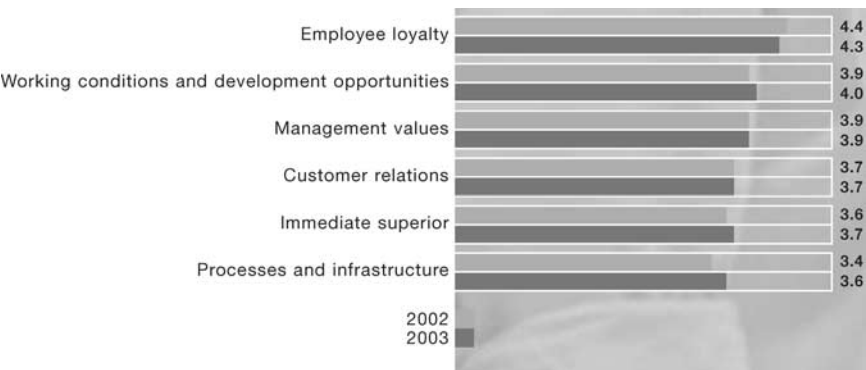 Employee loyalty 4.4
4.3
Working conditions and development opportunities 3.9
4.0
Management values 3.9
3.9
Customer relations 3.7
3.7
Immediate superior 3.6
3.7
Processes and infrastructure 3.4
3.6
2002
2003